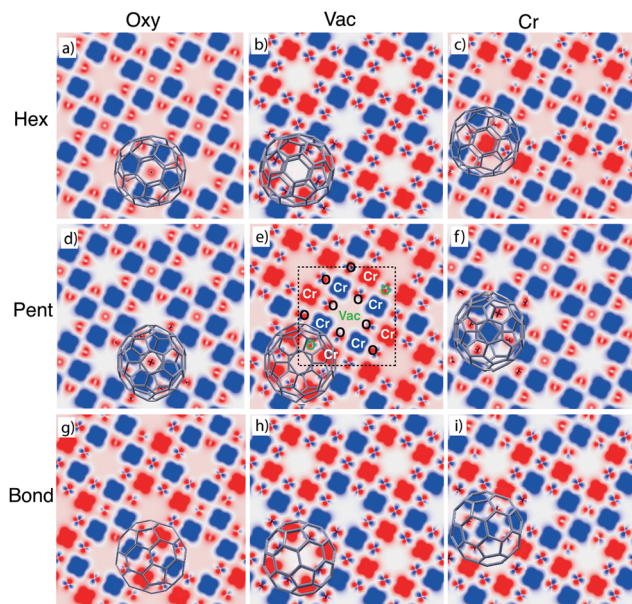 Oxy Vac Cr
Hex
a) b) c)
Pent
d) e) f)
O
O Cr Cr
Cr
O O Cr
O Vac
Cr O
O Cr
Cr
Cr O
Bond
g) h) i)